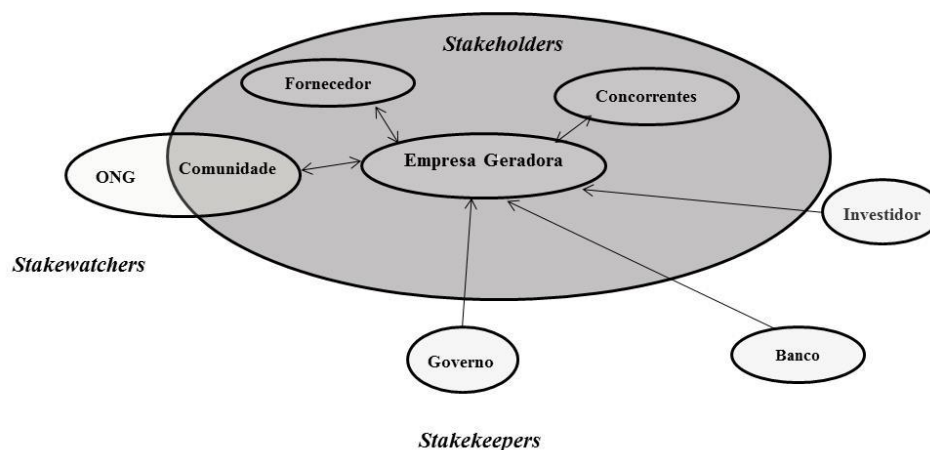 Stakeholders
Fornecedor
Concorrentes
Empresa Geradora
Comunidade
ONG
Investidor
Stakewatchers
Governo
Banco
Stakekeepers